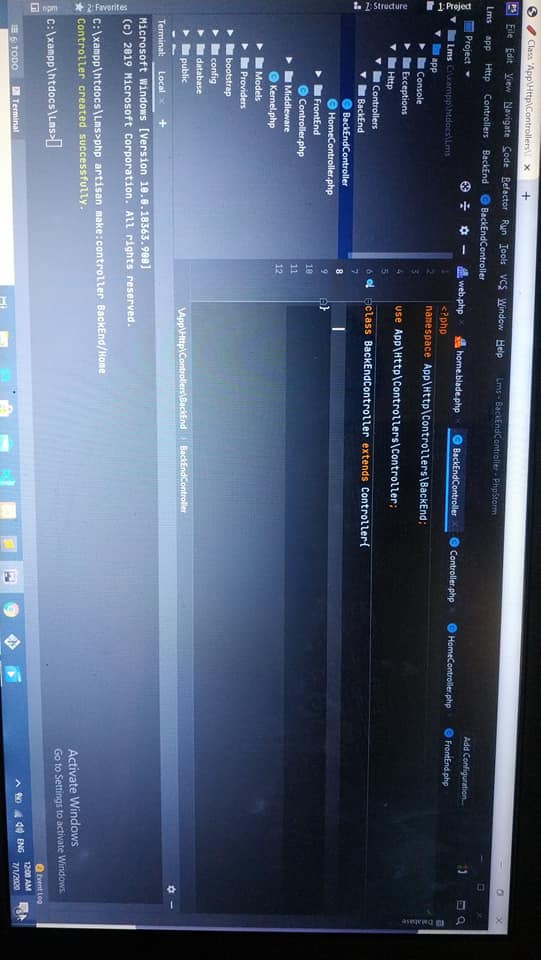 Class 'App\Http\Controllers\
File Edit View Navigate Code Refactor Run Tools VCS Window Help Lms - BackEndController - PhpStorm
Lms app Http Controllers BackEnd BackEndController
Add Configuration...
Project
web.php home.blade.php BackEndController Controller.php HomeController.php FrontEnd.php
1: Project
Structure
2: Favorites
npm
Database
Lms C:\xampp\htdocs\Lms
app
Console
Exceptions
Http
Controllers
BackEnd
BackEndController
HomeController.php
FrontEnd
Controller.php
Middleware
Kernel.php
Models
Providers
bootstrap
config
database
public
1 <?php
2 namespace App\Http\Controllers\BackEnd;
3
4 use App\Http\Controllers\Controller;
5
6 class BackEndController extends Controller{
7
8
9 }
10
11
12
\App\Http\Controllers\BackEnd BackEndController
Terminal: Local +
Microsoft Windows [Version 10.0.18363.900]
(c) 2019 Microsoft Corporation. All rights reserved.
C:\xampp\htdocs\Lms>php artisan make:controller BackEnd/Home
Controller created successfully.
C:\xampp\htdocs\Lms>
Activate Windows
Go to Settings to activate Windows.
6: TODO Terminal Event Log
ENG 12:08 AM
7/1/2020